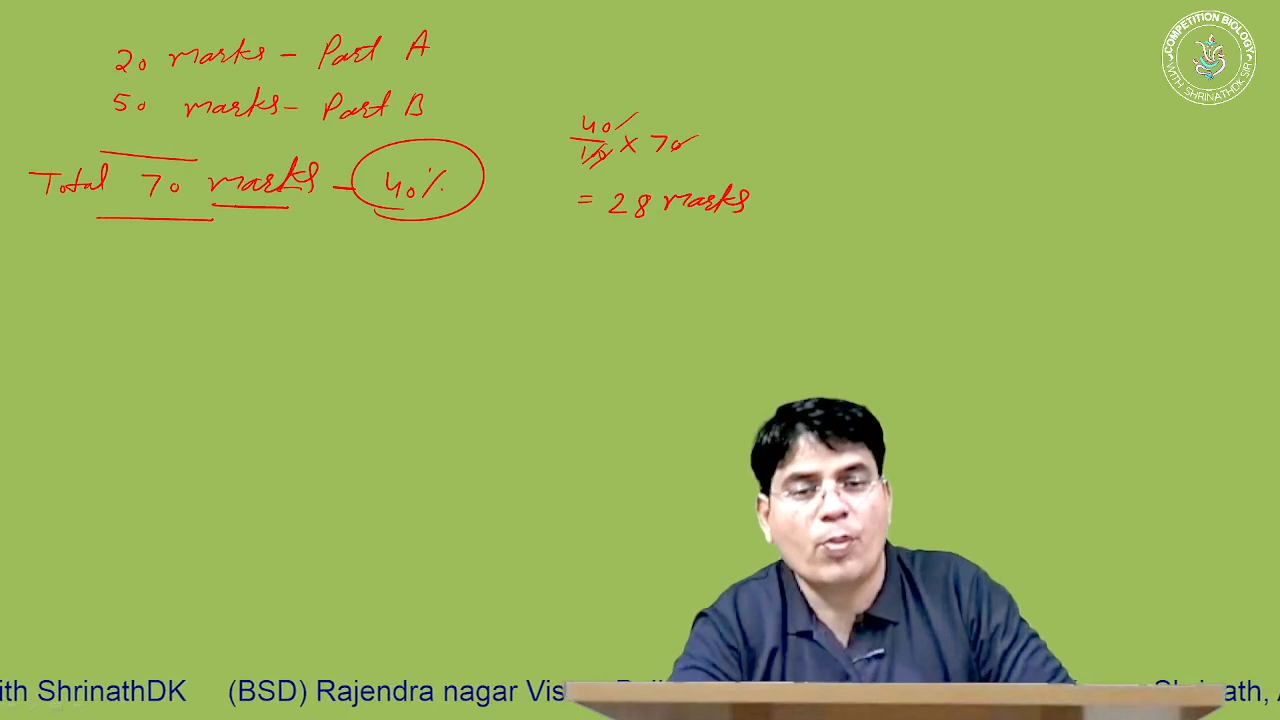 20 marks - Part A
50 marks - Part B
Total 70 marks - 40%
40/100 x 70
= 28 marks
COMPETITION BIOLOGY
WITH SHRINATHDK SIR
ith ShrinathDK (BSD) Rajendra nagar